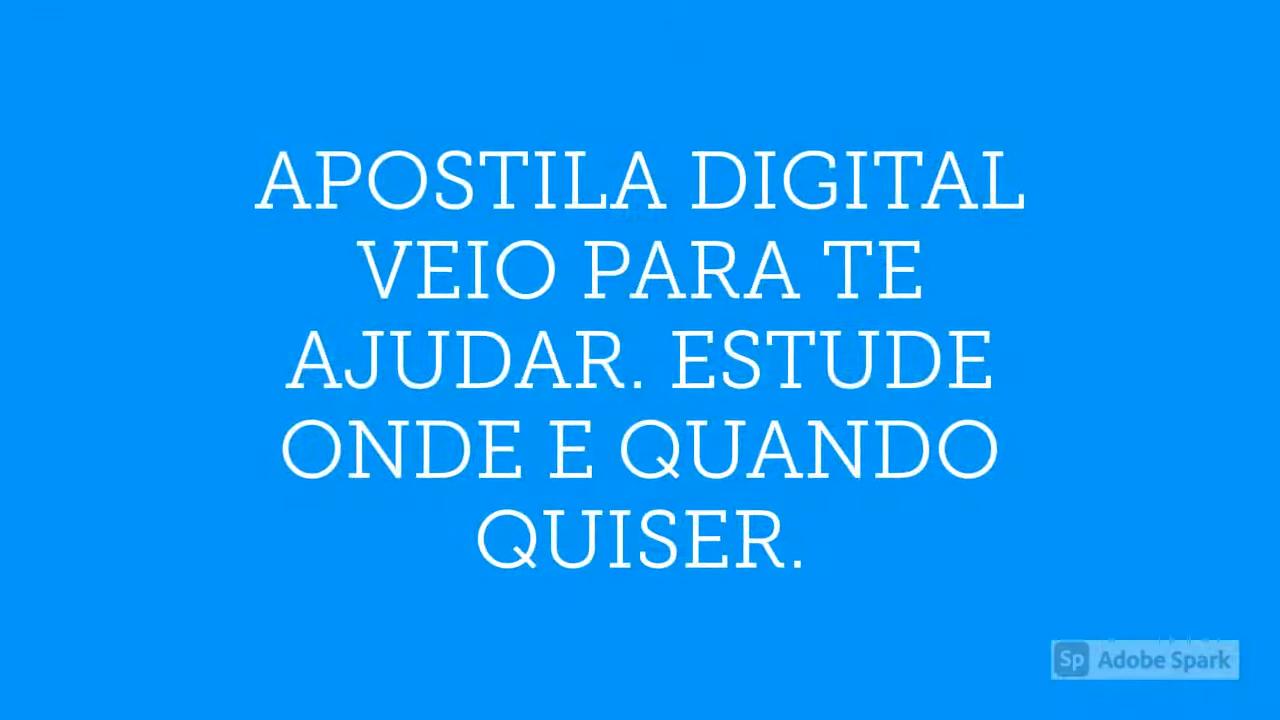 APOSTILA DIGITAL
VEIO PARA TE
AJUDAR. ESTUDE
ONDE E QUANDO
QUISER.
Sp Adobe Spark